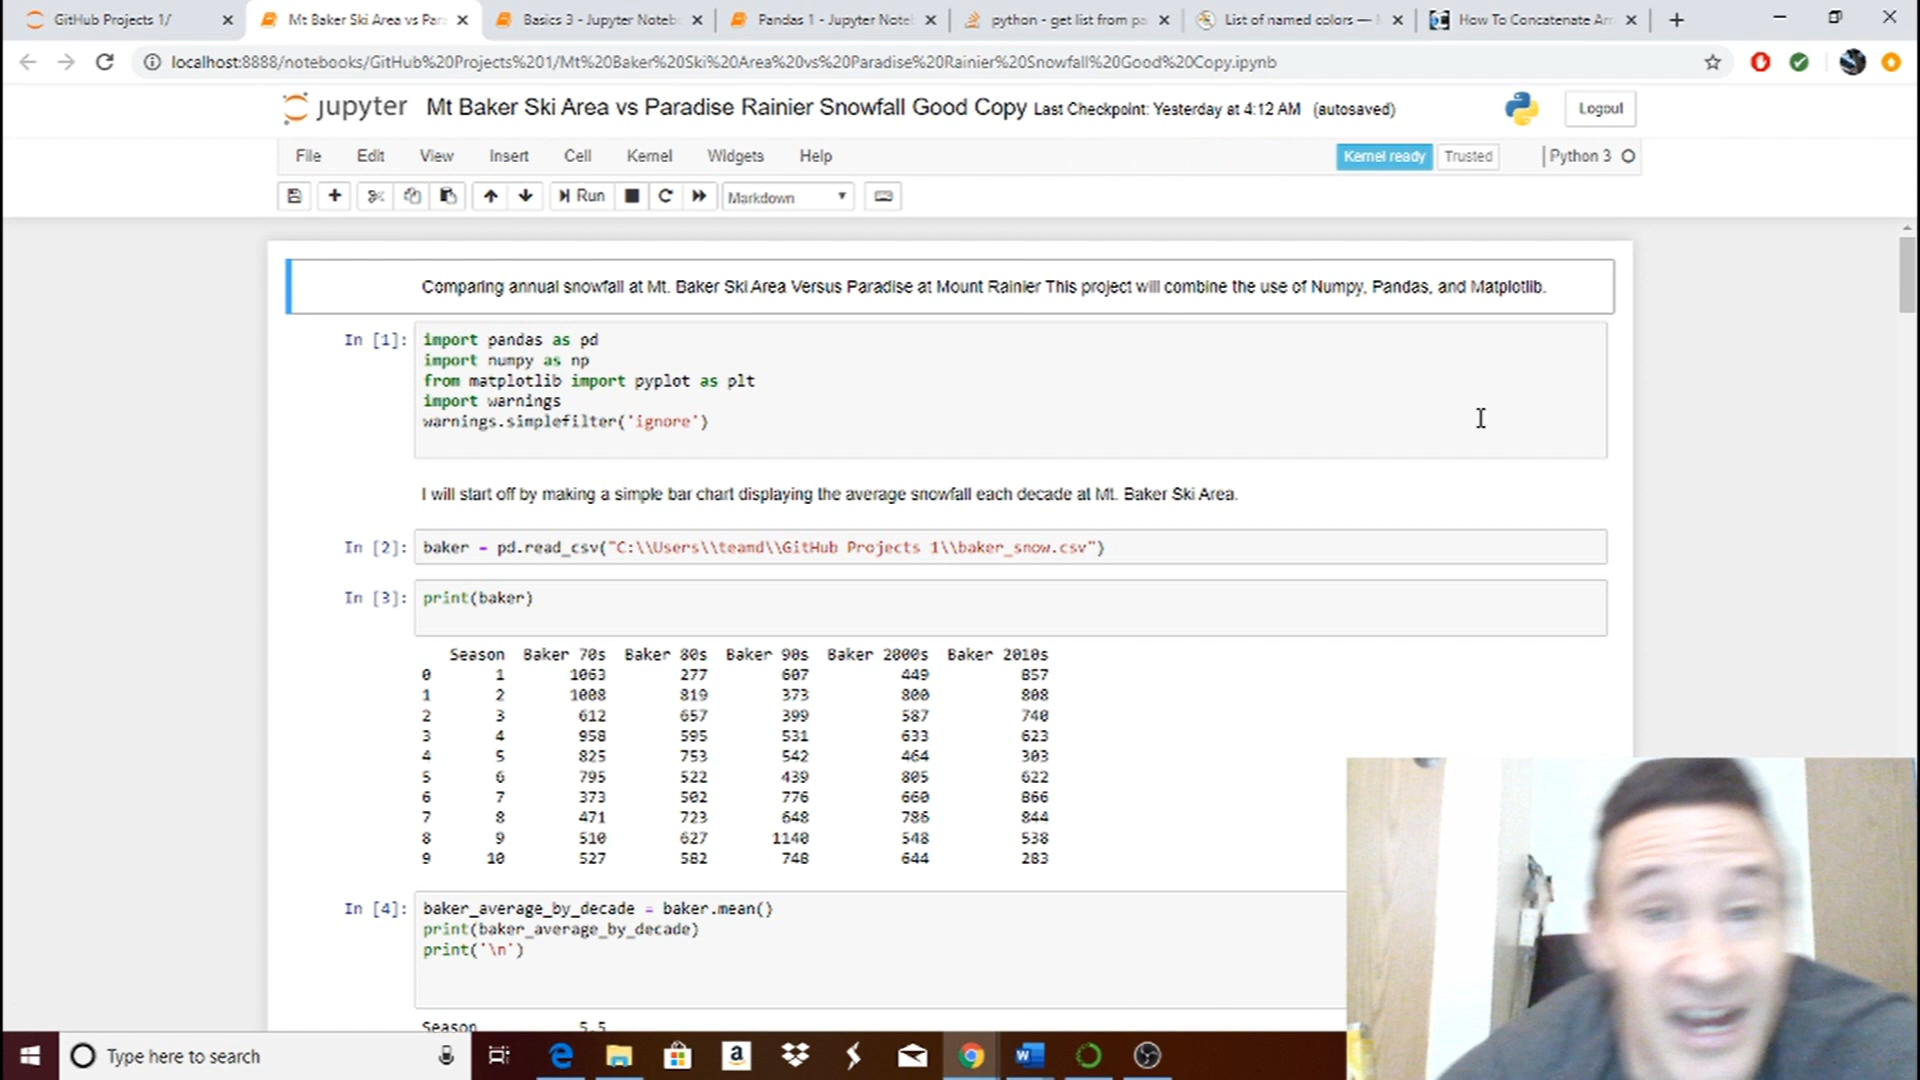 GitHub Projects 1/
Mt Baker Ski Area vs Par
Basics 3 - Jupyter Notebo
Pandas 1 - Jupyter Noteb
python - get list from pa
List of named colors —
How To Concatenate Arr
localhost:8888/notebooks/GitHub%20Projects%201/Mt%20Baker%20Ski%20Area%20vs%20Paradise%20Rainier%20Snowfall%20Good%20Copy.ipynb
jupyter Mt Baker Ski Area vs Paradise Rainier Snowfall Good Copy Last Checkpoint: Yesterday at 4:12 AM (autosaved)
Logout
File Edit View Insert Cell Kernel Widgets Help
Kernel ready Trusted Python 3
Run Markdown
Comparing annual snowfall at Mt. Baker Ski Area Versus Paradise at Mount Rainier This project will combine the use of Numpy, Pandas, and Matplotlib.
In [1]: import pandas as pd
import numpy as np
from matplotlib import pyplot as plt
import warnings
warnings.simplefilter('ignore')
I will start off by making a simple bar chart displaying the average snowfall each decade at Mt. Baker Ski Area.
In [2]: baker = pd.read_csv("C:\\Users\\teamd\\GitHub Projects 1\\baker_snow.csv")
In [3]: print(baker)
Season Baker 70s Baker 80s Baker 90s Baker 2000s Baker 2010s
0 1 1063 277 607 449 857
1 2 1008 819 373 800 808
2 3 612 657 399 587 740
3 4 958 595 531 633 623
4 5 825 753 542 464 303
5 6 795 522 439 805 622
6 7 373 502 776 660 866
7 8 471 723 648 786 844
8 9 510 627 1140 548 538
9 10 527 582 748 644 283
In [4]: baker_average_by_decade = baker.mean()
print(baker_average_by_decade)
print('\n')
Season 5.5
Type here to search